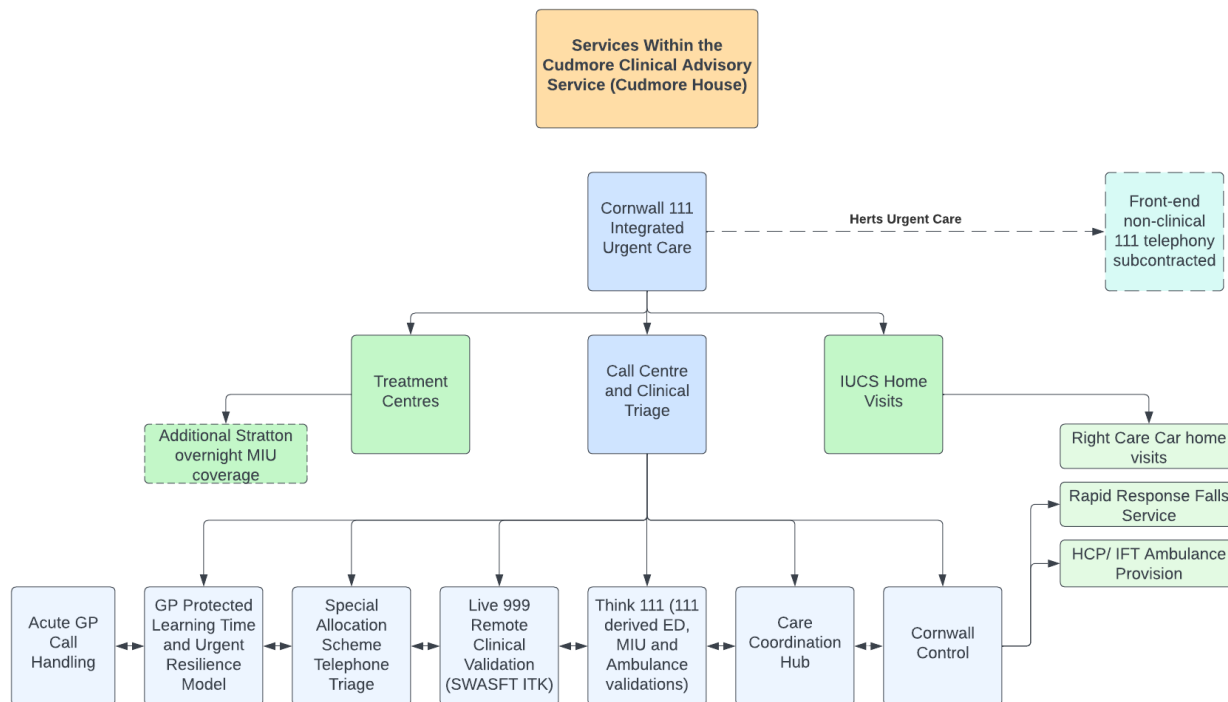 Services Within the
Cudmore Clinical Advisory
Service (Cudmore House)
Cornwall 111
Integrated
Urgent Care
Herts Urgent Care
Front-end
non-clinical
111 telephony
subcontracted
Treatment
Centres
Call Centre
and Clinical
Triage
IUCS Home
Visits
Additional Stratton
overnight MIU
coverage
Right Care Car home
visits
Rapid Response Falls
Service
HCP/ IFT Ambulance
Provision
Acute GP
Call
Handling
GP Protected
Learning Time
and Urgent
Resilience
Model
Special
Allocation
Scheme
Telephone
Triage
Live 999
Remote
Clinical
Validation
(SWASFT ITK)
Think 111 (111
derived ED,
MIU and
Ambulance
validations)
Care
Coordination
Hub
Cornwall
Control